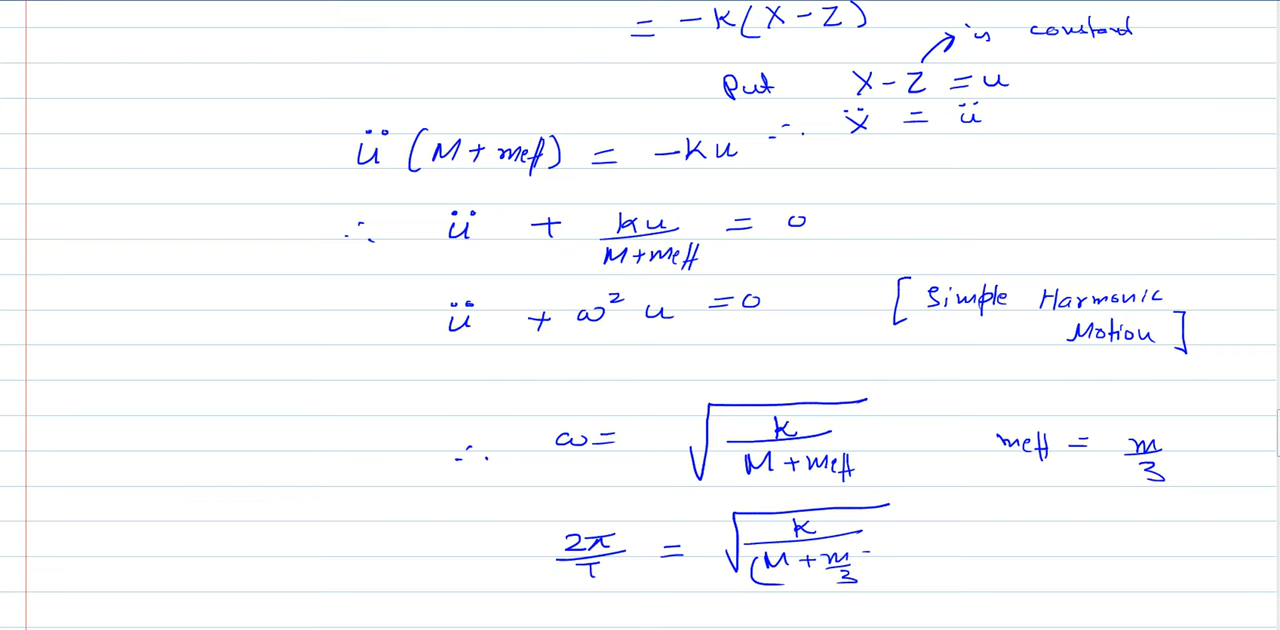 = -k(X-Z)
is constant
Put X-Z = u
∴ Ẍ = ü
ü (M+meff) = -Ku
∴ ü + ku/(M+meff) = 0
ü + ω² u = 0 [Simple Harmonic
Motion]
∴ ω = √(k/(M+meff)) meff = m/3
2π/T = √(k/(M+m/3